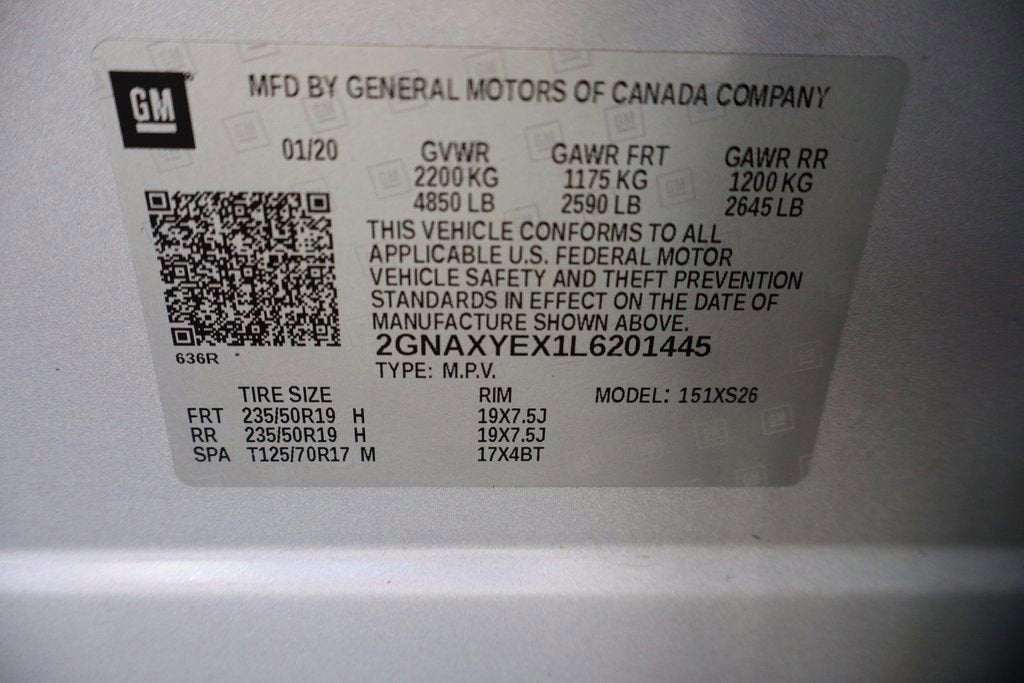 GM
MFD BY GENERAL MOTORS OF CANADA COMPANY
01/20 GVWR GAWR FRT GAWR RR
2200 KG 1175 KG 1200 KG
4850 LB 2590 LB 2645 LB
THIS VEHICLE CONFORMS TO ALL
APPLICABLE U.S. FEDERAL MOTOR
VEHICLE SAFETY AND THEFT PREVENTION
STANDARDS IN EFFECT ON THE DATE OF
MANUFACTURE SHOWN ABOVE.
636R
2GNAXYEX1L6201445
TYPE: M.P.V.
TIRE SIZE RIM MODEL: 151XS26
FRT 235/50R19 H 19X7.5J
RR 235/50R19 H 19X7.5J
SPA T125/70R17 M 17X4BT